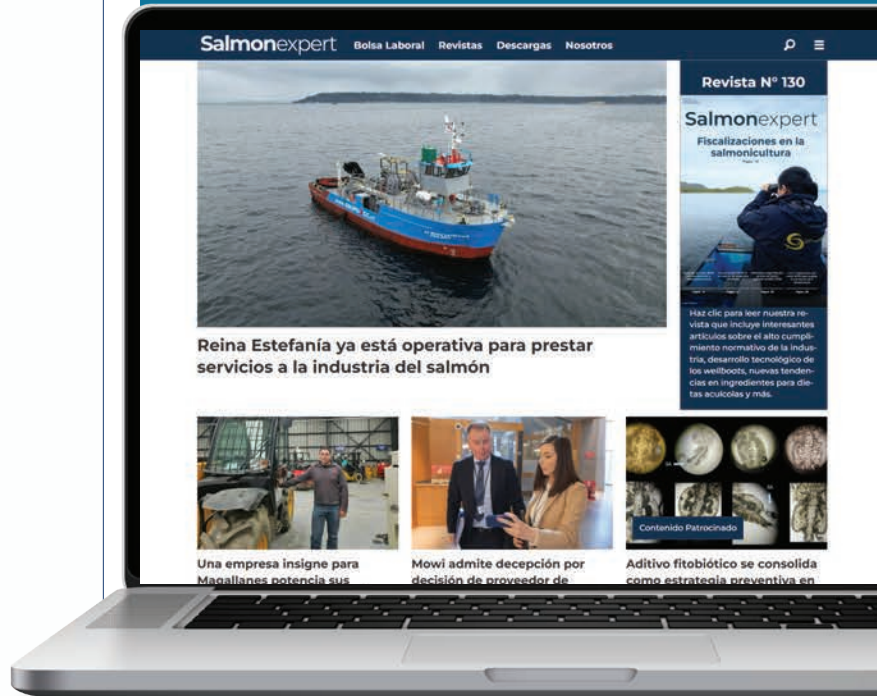 Salmonexpert Bolsa Laboral Revistas Descargas Nosotros
Revista N° 130
Salmonexpert
Fiscalizaciones en la
salmonicultura
Haz clic para leer nuestra re-
vista que incluye interesantes
artículos sobre el alto cumpli-
miento normativo de la indus-
tria, desarrollo tecnológico de
los wellboats, nuevas tenden-
cias en ingredientes para die-
tas acuícolas y más.
Reina Estefanía ya está operativa para prestar
servicios a la industria del salmón
Contenido Patrocinado
Una empresa insigne para
Magallanes potencia sus
Mowi admite decepción por
decisión de proveedor de
Aditivo fitobiótico se consolida
como estrategia preventiva en